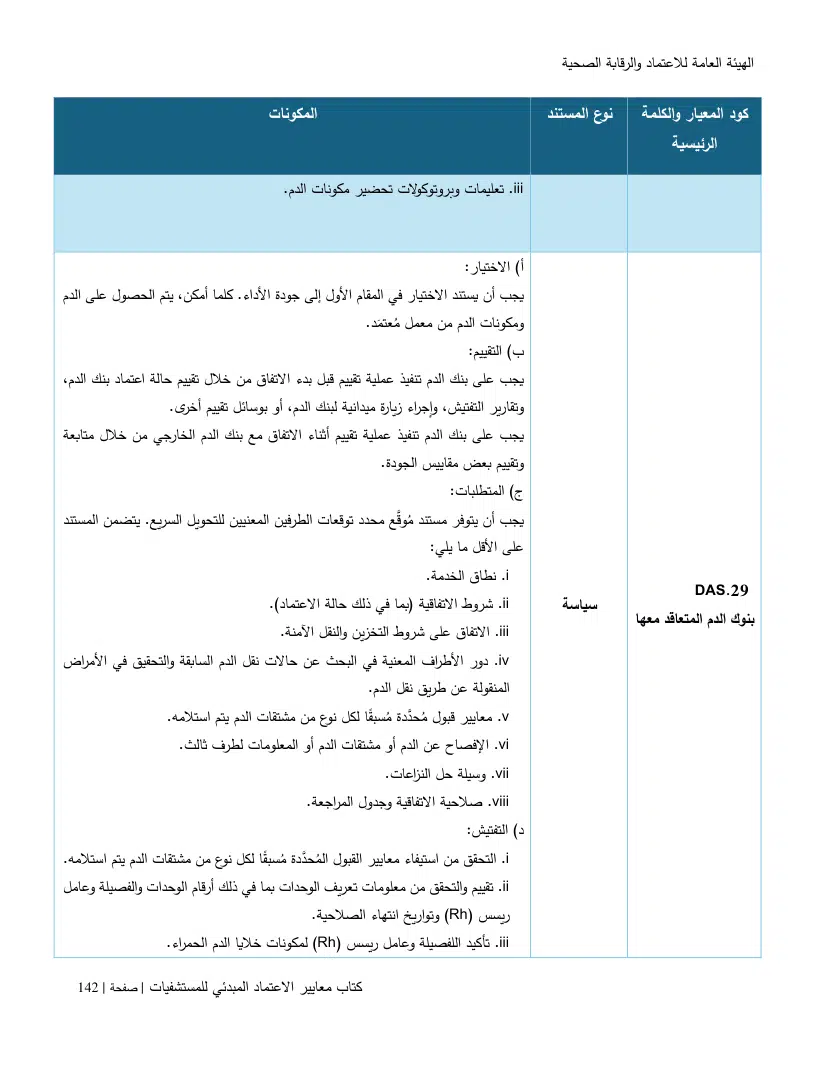 الهيئة العامة للاعتماد والرقابة الصحية
كود المعيار والكلمة
الرئيسية
نوع المستند
المكونات
iii. تعليمات وبروتوكولات تحضير مكونات الدم.
DAS.29
بنوك الدم المتعاقد معها
سياسة
أ) الاختيار:
يجب أن يستند الاختيار في المقام الأول إلى جودة الأداء. كلما أمكن، يتم الحصول على الدم
ومكونات الدم من معمل مُعتمَد.
ب) التقييم:
يجب على بنك الدم تنفيذ عملية تقييم قبل بدء الاتفاق من خلال تقييم حالة اعتماد بنك الدم،
وتقارير التفتيش، وإجراء زيارة ميدانية لبنك الدم، أو بوسائل تقييم أخرى.
يجب على بنك الدم تنفيذ عملية تقييم أثناء الاتفاق مع بنك الدم الخارجي من خلال متابعة
وتقييم بعض مقاييس الجودة.
ج) المتطلبات:
يجب أن يتوفر مستند مُوقَّع محدد توقعات الطرفين المعنيين للتحويل السريع. يتضمن المستند
على الأقل ما يلي:
i. نطاق الخدمة.
ii. شروط الاتفاقية (بما في ذلك حالة الاعتماد).
iii. الاتفاق على شروط التخزين والنقل الآمنة.
iv. دور الأطراف المعنية في البحث عن حالات نقل الدم السابقة والتحقيق في الأمراض
المنقولة عن طريق نقل الدم.
v. معايير قبول مُحدَّدة مُسبقًا لكل نوع من مشتقات الدم يتم استلامه.
vi. الإفصاح عن الدم أو مشتقات الدم أو المعلومات لطرف ثالث.
vii. وسيلة حل النزاعات.
viii. صلاحية الاتفاقية وجدول المراجعة.
د) التفتيش:
i. التحقق من استيفاء معايير القبول المُحدَّدة مُسبقًا لكل نوع من مشتقات الدم يتم استلامه.
ii. تقييم والتحقق من معلومات تعريف الوحدات بما في ذلك أرقام الوحدات والفصيلة وعامل
ريسس (Rh) وتواريخ انتهاء الصلاحية.
iii. تأكيد اللفصيلة وعامل ريسس (Rh) لمكونات خلايا الدم الحمراء.
كتاب معايير الاعتماد المبدئي للمستشفيات | صفحة | 142